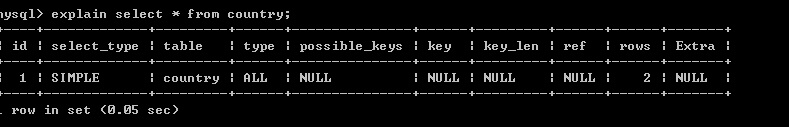 mysql> explain select * from country;
+----+-------------+---------+------+---------------+------+---------+------+------+-------+
| id | select_type | table   | type | possible_keys | key  | key_len | ref  | rows | Extra |
+----+-------------+---------+------+---------------+------+---------+------+------+-------+
|  1 | SIMPLE      | country | ALL  | NULL          | NULL | NULL    | NULL |    2 | NULL  |
+----+-------------+---------+------+---------------+------+---------+------+------+-------+
row in set (0.05 sec)